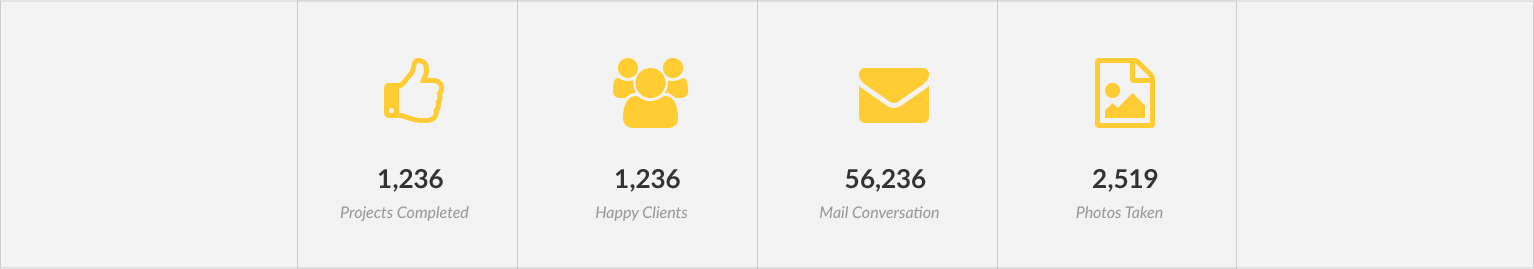 1,236
Projects Completed
1,236
Happy Clients
56,236
Mail Conversation
2,519
Photos Taken